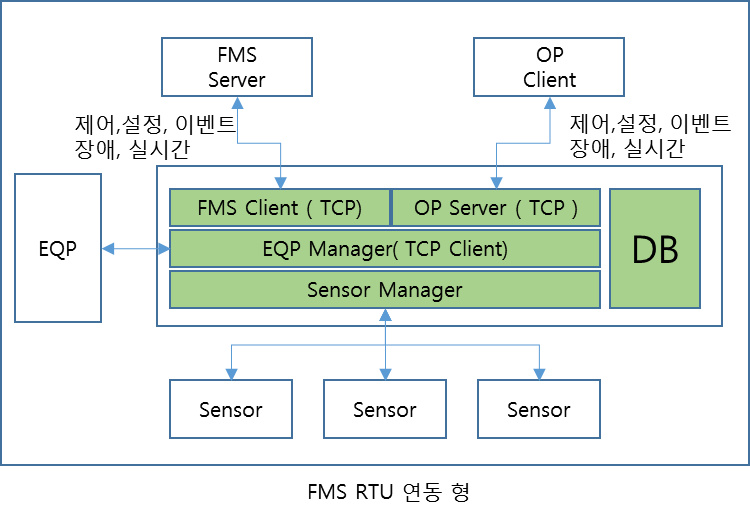 FMS
Server
OP
Client
제어,설정, 이벤트
장애, 실시간
제어,설정, 이벤트
장애, 실시간
EQP
FMS Client ( TCP)
OP Server ( TCP )
EQP Manager( TCP Client)
Sensor Manager
DB
Sensor
Sensor
Sensor
FMS RTU 연동 형